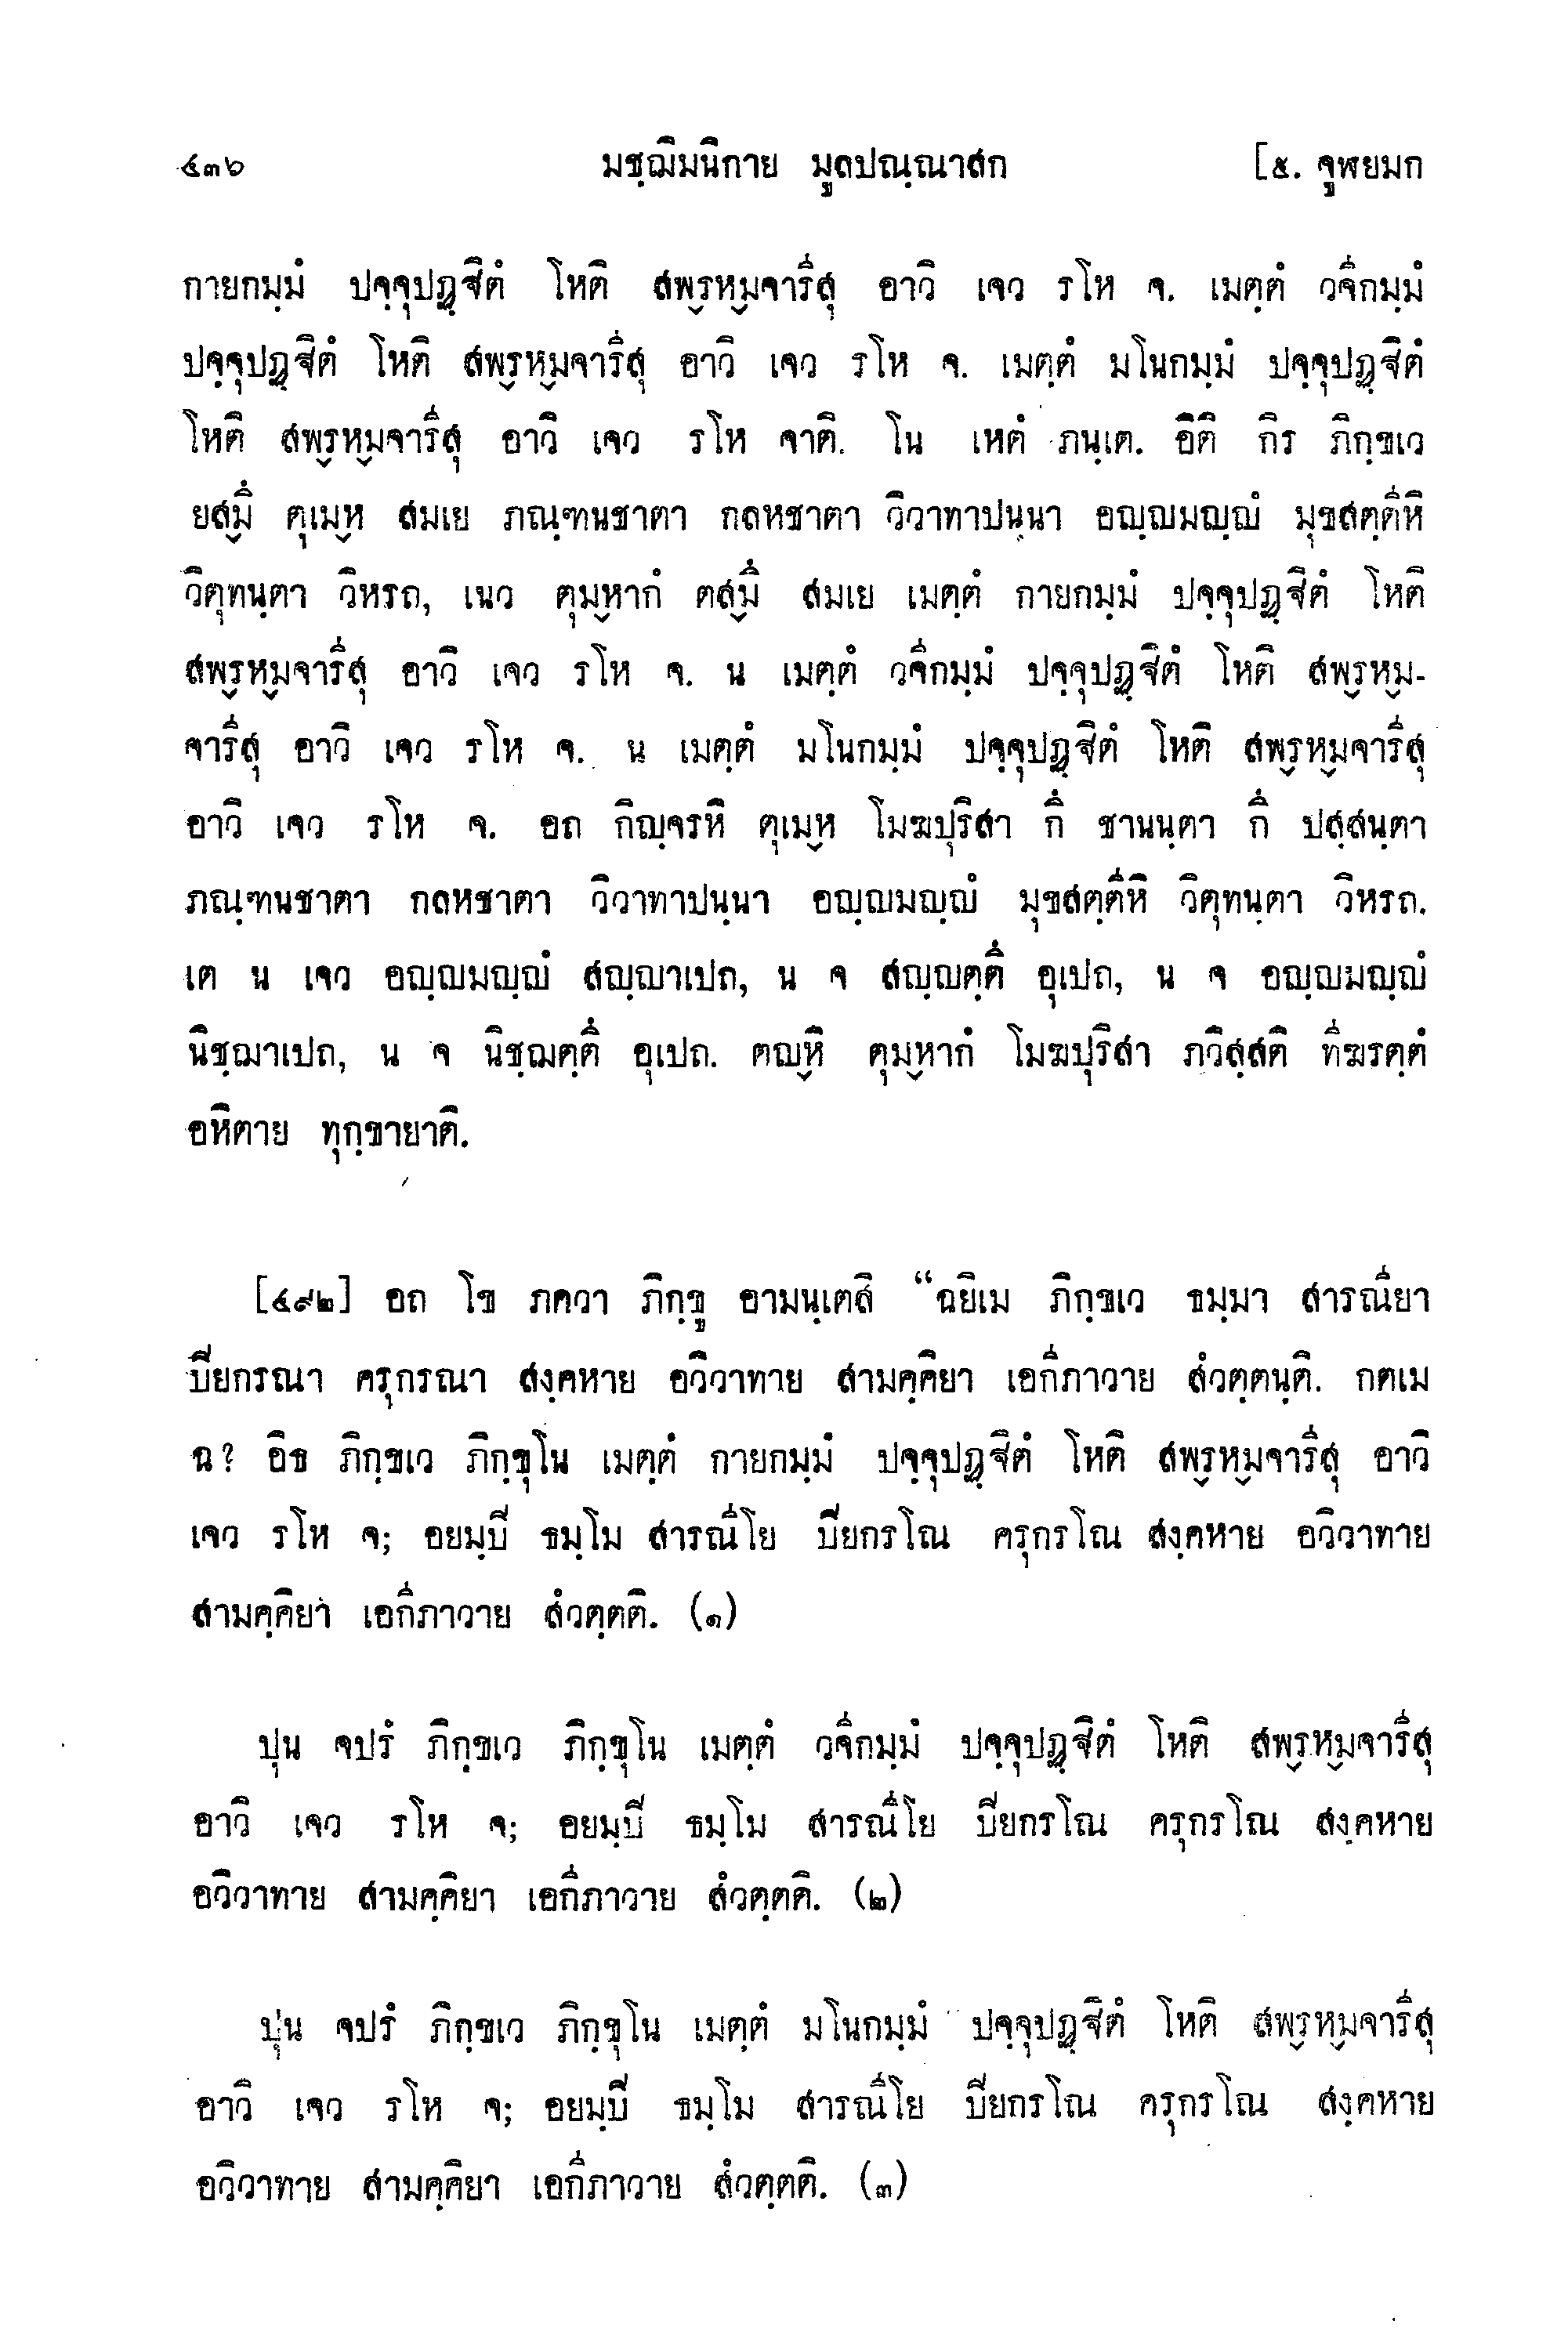 ๔๓๖ มชฺฌิมนิกาย มูลปณฺณาสก [๕. จูฬยมก
กายกมฺมํ ปจฺจุปฏฺฐิตํ โหติ สพฺรหฺมจารีสุ อาวิ เจว รโห จ. เมตฺตํ วจีกมฺมํ
ปจฺจุปฏฺฐิตํ โหติ สพฺรหฺมจารีสุ อาวิ เจว รโห จ. เมตฺตํ มโนกมฺมํ ปจฺจุปฏฺฐิตํ
โหติ สพฺรหฺมจารีสุ อาวิ เจว รโห จาติ. โน เหตํ ภนฺเต. อิติ กิร ภิกฺขเว
ยสฺมึ ตุเมฺห สมเย ภณฺฑนชาตา กลหชาตา วิวาทาปนฺนา อญฺญมญฺญํ มุขสตฺตีหิ
วิตุทนฺตา วิหรถ, เนว ตุมฺหากํ ตสฺมึ สมเย เมตฺตํ กายกมฺมํ ปจฺจุปฏฺฐิตํ โหติ
สพฺรหฺมจารีสุ อาวิ เจว รโห จ. น เมตฺตํ วจีกมฺมํ ปจฺจุปฏฺฐิตํ โหติ สพฺรหฺม-
จารีสุ อาวิ เจว รโห จ. น เมตฺตํ มโนกมฺมํ ปจฺจุปฏฺฐิตํ โหติ สพฺรหฺมจารีสุ
อาวิ เจว รโห จ. อถ กิญฺจรหิ ตุเมฺห โมฆปุริสา กึ ชานนฺตา กึ ปสฺสนฺตา
ภณฺฑนชาตา กลหชาตา วิวาทาปนฺนา อญฺญมญฺญํ มุขสตฺตีหิ วิตุทนฺตา วิหรถ.
เต น เจว อญฺญมญฺญํ สญฺญาเปถ, น จ สญฺญตฺตึ อุเปถ, น จ อญฺญมญฺญํ
นิชฺฌาเปถ, น จ นิชฺฌตฺตึ อุเปถ. ตญฺหิ ตุมฺหากํ โมฆปุริสา ภวิสฺสติ ทีฆรตฺตํ
อหิตาย ทุกฺขายาติ.
[๔๙๒] อถ โข ภควา ภิกฺขู อามนฺเตสิ “ฉยิเม ภิกฺขเว ธมฺมา สารณียา
ปิยกรณา ครุกรณา สงฺคหาย อวิวาทาย สามคฺคิยา เอกีภาวาย สํวตฺตนฺติ. กตเม
ฉ? อิธ ภิกฺขเว ภิกฺขุโน เมตฺตํ กายกมฺมํ ปจฺจุปฏฺฐิตํ โหติ สพฺรหฺมจารีสุ อาวิ
เจว รโห จ; อยมฺปิ ธมฺโม สารณีโย ปิยกรโณ ครุกรโณ สงฺคหาย อวิวาทาย
สามคฺคิยา เอกีภาวาย สํวตฺตติ. (๑)
ปุน จปรํ ภิกฺขเว ภิกฺขุโน เมตฺตํ วจีกมฺมํ ปจฺจุปฏฺฐิตํ โหติ สพฺรหฺมจารีสุ
อาวิ เจว รโห จ; อยมฺปิ ธมฺโม สารณีโย ปิยกรโณ ครุกรโณ สงฺคหาย
อวิวาทาย สามคฺคิยา เอกีภาวาย สํวตฺตติ. (๒)
ปุน จปรํ ภิกฺขเว ภิกฺขุโน เมตฺตํ มโนกมฺมํ ปจฺจุปฏฺฐิตํ โหติ สพฺรหฺมจารีสุ
อาวิ เจว รโห จ; อยมฺปิ ธมฺโม สารณีโย ปิยกรโณ ครุกรโณ สงฺคหาย
อวิวาทาย สามคฺคิยา เอกีภาวาย สํวตฺตติ. (๓)